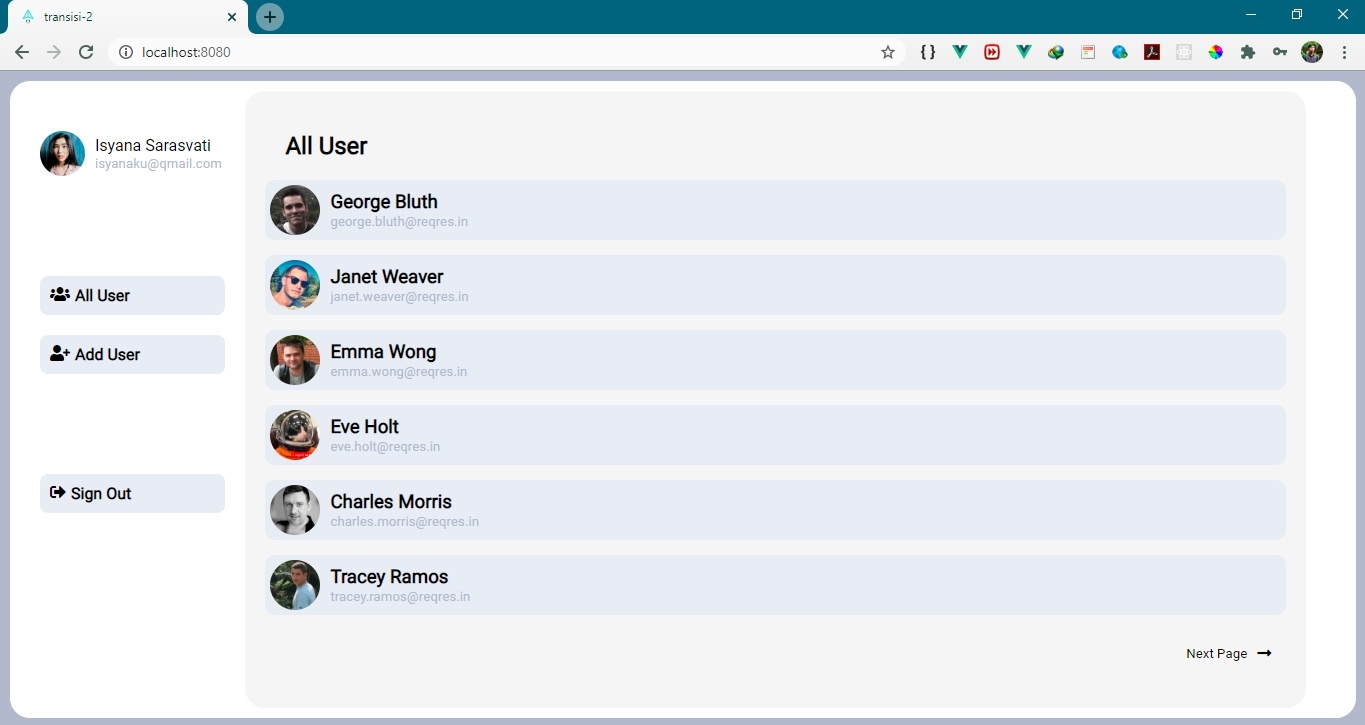 transisi-2
localhost:8080
Isyana Sarasvati
isyanaku@qmail.com
All User
Add User
Sign Out
All User
George Bluth
george.bluth@reqres.in
Janet Weaver
janet.weaver@reqres.in
Emma Wong
emma.wong@reqres.in
Eve Holt
eve.holt@reqres.in
Charles Morris
charles.morris@reqres.in
Tracey Ramos
tracey.ramos@reqres.in
Next Page